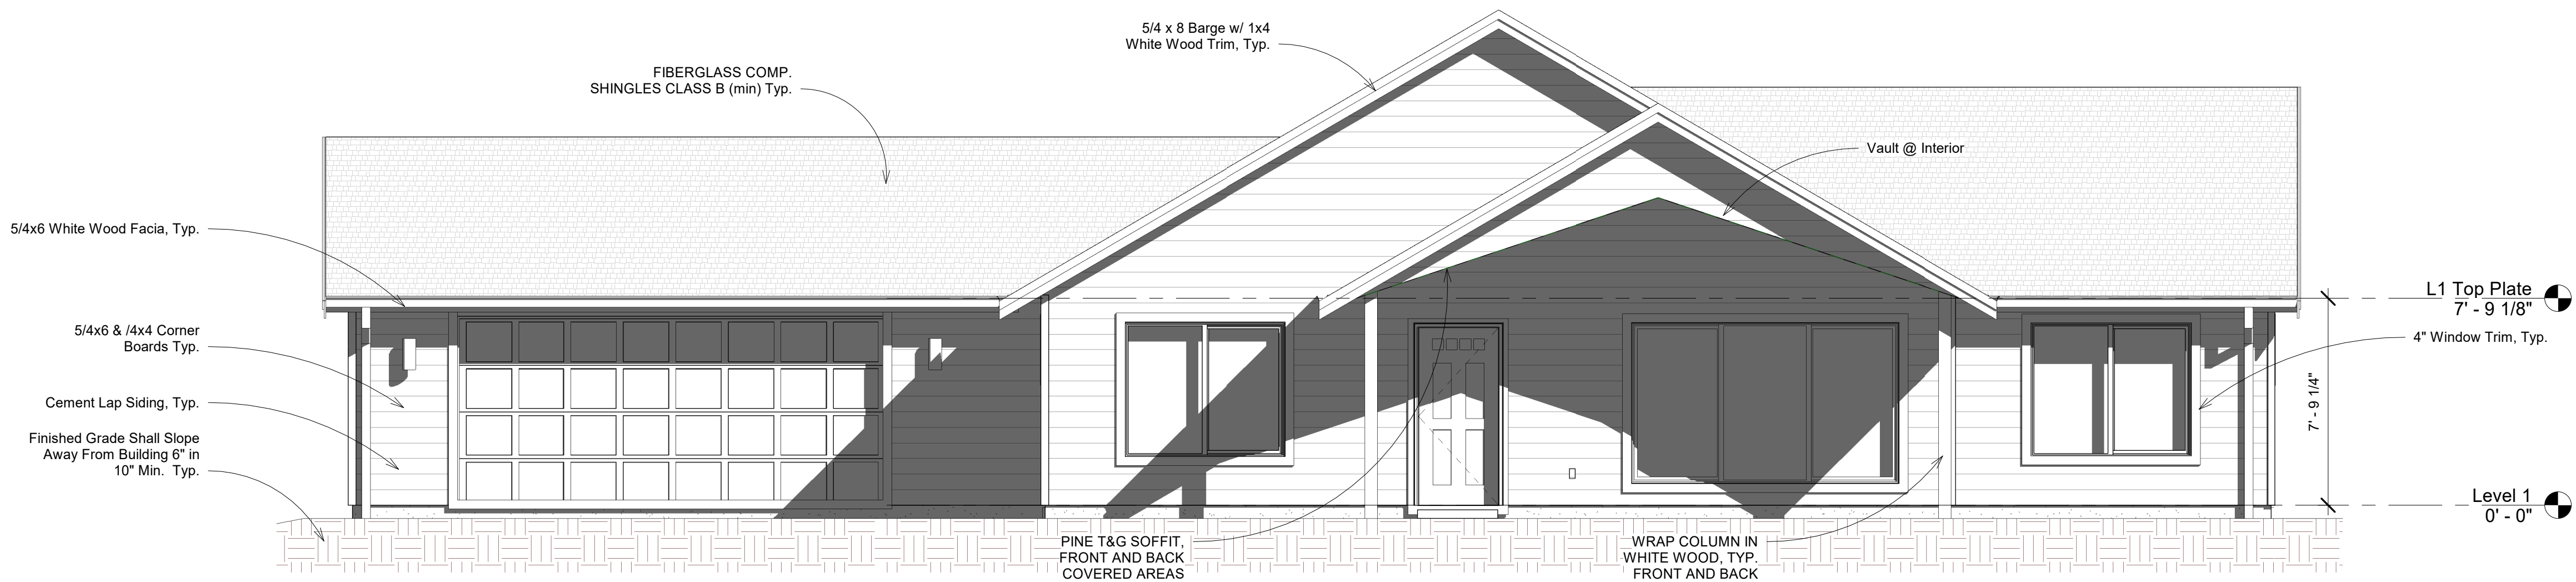 5/4 x 8 Barge w/ 1x4
White Wood Trim, Typ.
FIBERGLASS COMP.
SHINGLES CLASS B (min) Typ.
Vault @ Interior
5/4x6 White Wood Facia, Typ.
L1 Top Plate
7' - 9 1/8"
5/4x6 & /4x4 Corner
Boards Typ.
4" Window Trim, Typ.
7' - 9 1/4"
Cement Lap Siding, Typ.
Finished Grade Shall Slope
Away From Building 6" in
10" Min.  Typ.
Level 1
0' - 0"
PINE T&G SOFFIT,
FRONT AND BACK
COVERED AREAS
WRAP COLUMN IN
WHITE WOOD, TYP.
FRONT AND BACK